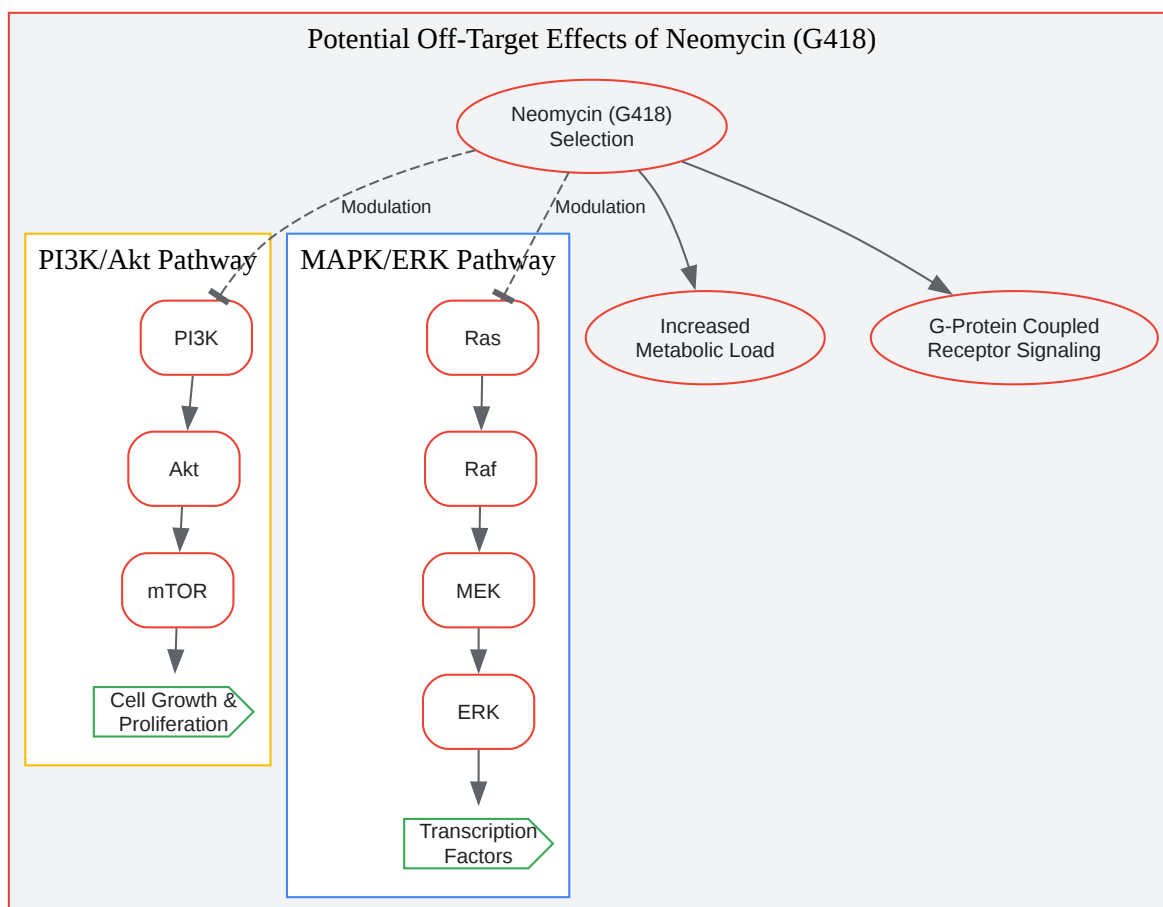 Potential Off-Target Effects of Neomycin (G418)
Neomycin (G418)
Selection
Modulation
Modulation
PI3K/Akt Pathway
MAPK/ERK Pathway
PI3K
Ras
Increased
Metabolic Load
G-Protein Coupled
Receptor Signaling
Akt
Raf
mTOR
MEK
Cell Growth &
Proliferation
ERK
Transcription
Factors